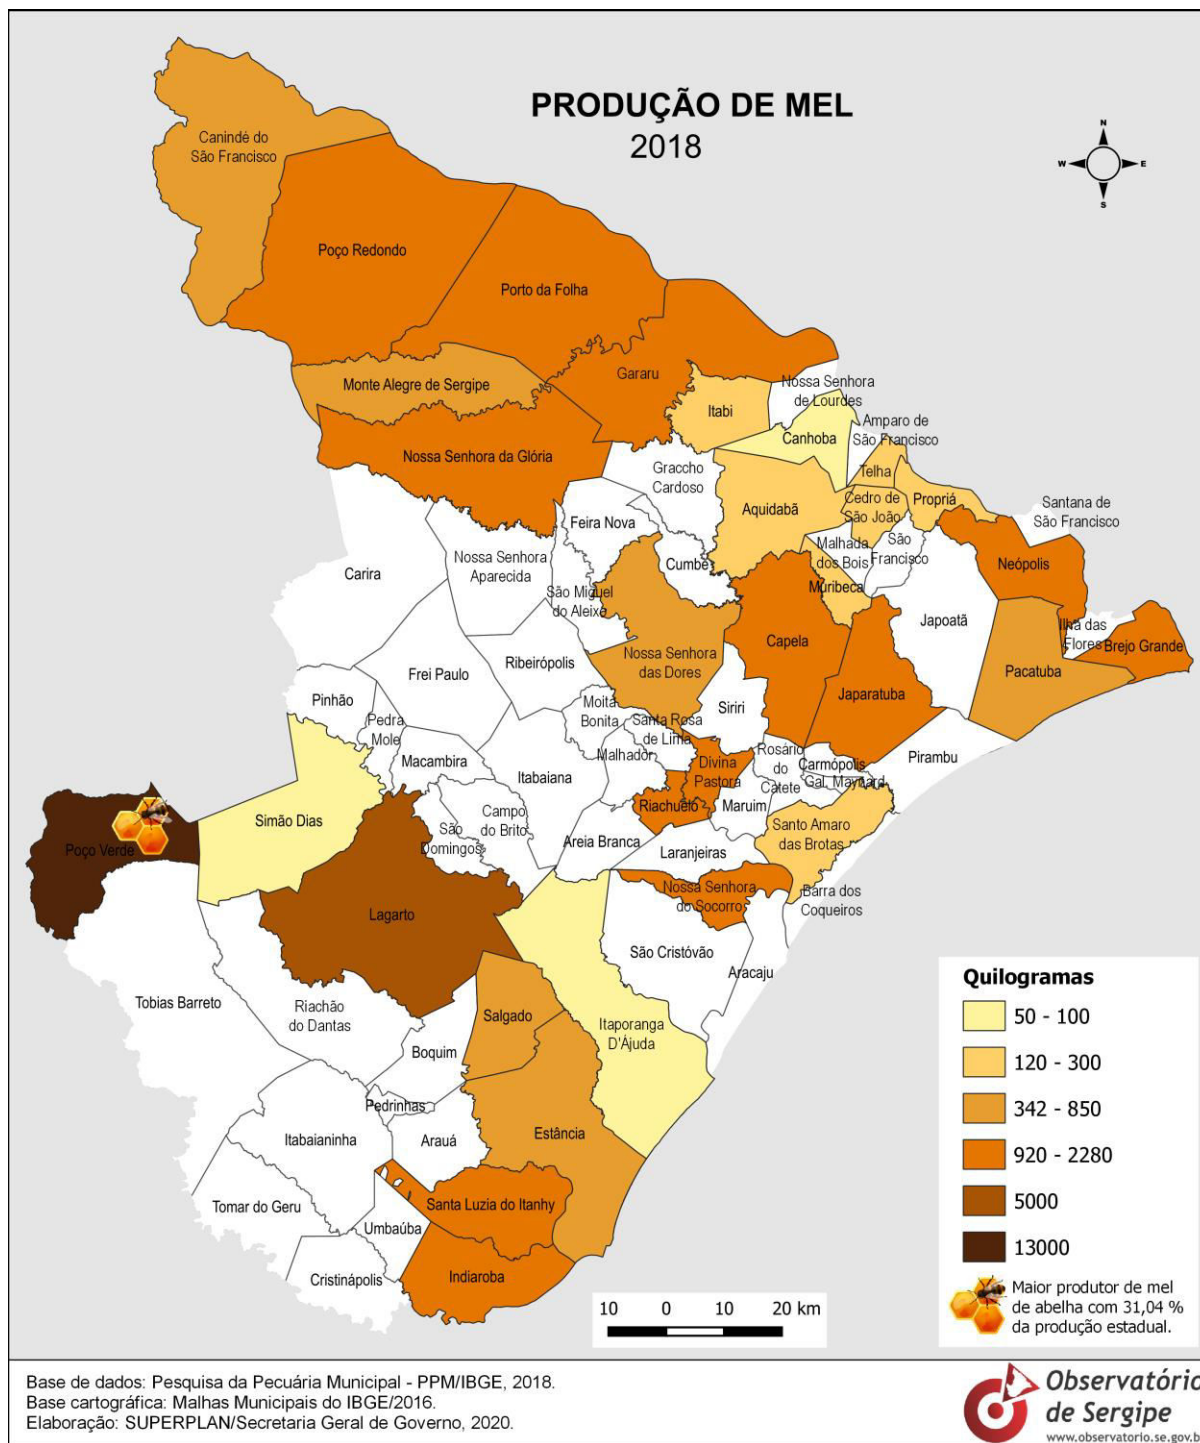 PRODUÇÃO DE MEL
2018
N
W
E
S
Canindé do
São Francisco
Poço Redondo
Porto da Folha
Monte Alegre de Sergipe
Gararu
Nossa Senhora
de Lourdes
Itabi
Amparo de
São Francisco
Canhoba
Nossa Senhora da Glória
Graccho
Cardoso
Telha
Aquidabã
Cedro de
São João
Propriá
Santana de
São Francisco
Feira Nova
Carira
Nossa Senhora
Aparecida
Cumbe
Malhada
dos Bois
São
Francisco
Neópolis
São Miguel
do Aleixo
Muribeca
Japoatã
Ilha das
Flores
Brejo Grande
Capela
Nossa Senhora
das Dores
Ribeirópolis
Frei Paulo
Pacatuba
Japaratuba
Pinhão
Moita
Bonita
Siriri
Pedra
Mole
Santa Rosa
de Lima
Macambira
Malhador
Itabaiana
Divina
Pastora
Rosário
do
Catete
Carmópolis
Pirambu
Gal. Maynard
Riachuelo
Maruim
Simão Dias
São
Domingos
Campo
do Brito
Areia Branca
Santo Amaro
das Brotas
Poço Verde
Laranjeiras
Nossa Senhora
do Socorro
Barra dos
Coqueiros
Lagarto
São Cristóvão
Aracaju
Tobias Barreto
Riachão
do Dantas
Salgado
Itaporanga
D'Ájuda
Boquim
Pedrinhas
Itabaianinha
Arauá
Estância
Tomar do Geru
Santa Luzia do Itanhy
Umbaúba
Cristinápolis
Indiaroba
Quilogramas
50 - 100
120 - 300
342 - 850
920 - 2280
5000
13000
Maior produtor de mel
de abelha com 31,04 %
da produção estadual.
10 0 10 20 km
Base de dados: Pesquisa da Pecuária Municipal - PPM/IBGE, 2018.
Base cartográfica: Malhas Municipais do IBGE/2016.
Elaboração: SUPERPLAN/Secretaria Geral de Governo, 2020.
Observatório
de Sergipe
www.observatorio.se.gov.b